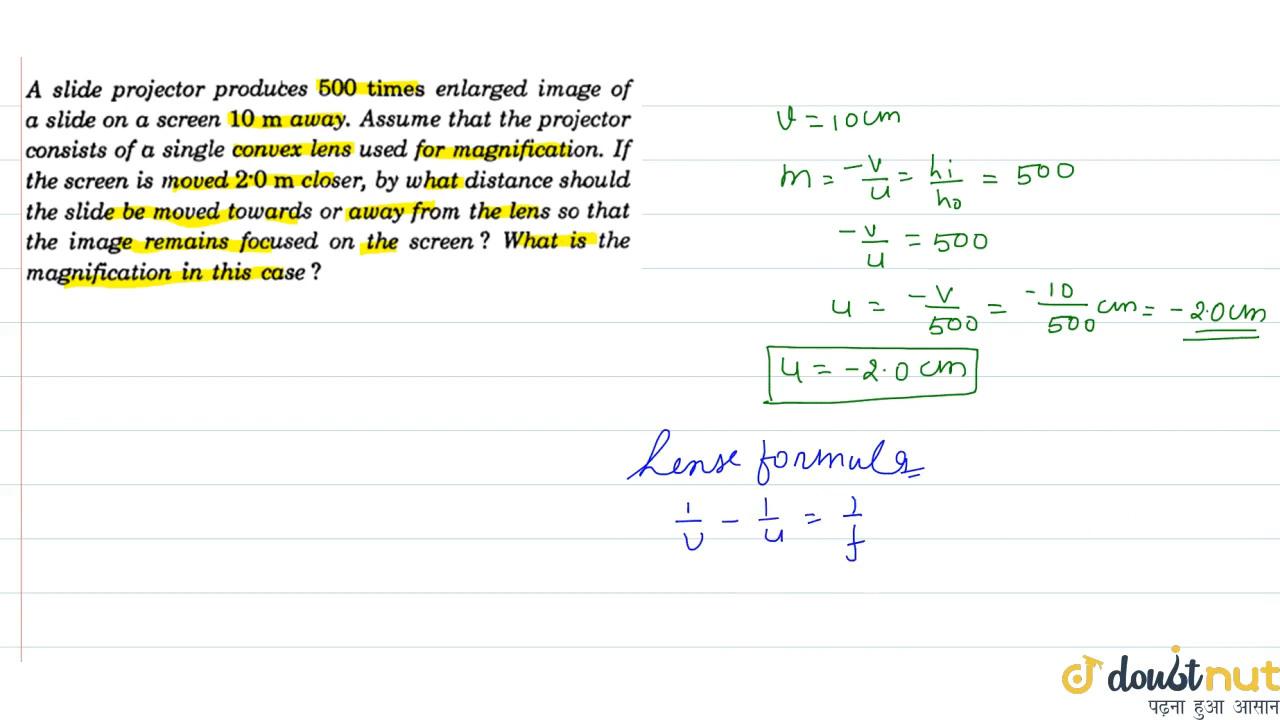 A slide projector produces 500 times enlarged image of
a slide on a screen 10 m away. Assume that the projector
consists of a single convex lens used for magnification. If
the screen is moved 2·0 m closer, by what distance should
the slide be moved towards or away from the lens so that
the image remains focused on the screen? What is the
magnification in this case?
v = 10 cm
m = -v/u = hi/ho = 500
-v/u = 500
u = -v/500 = -10/500 cm = -2.0 cm
u = -2.0 cm
Lense formula
1/v - 1/u = 1/f
doubtnut
पढ़ना हुआ आसान